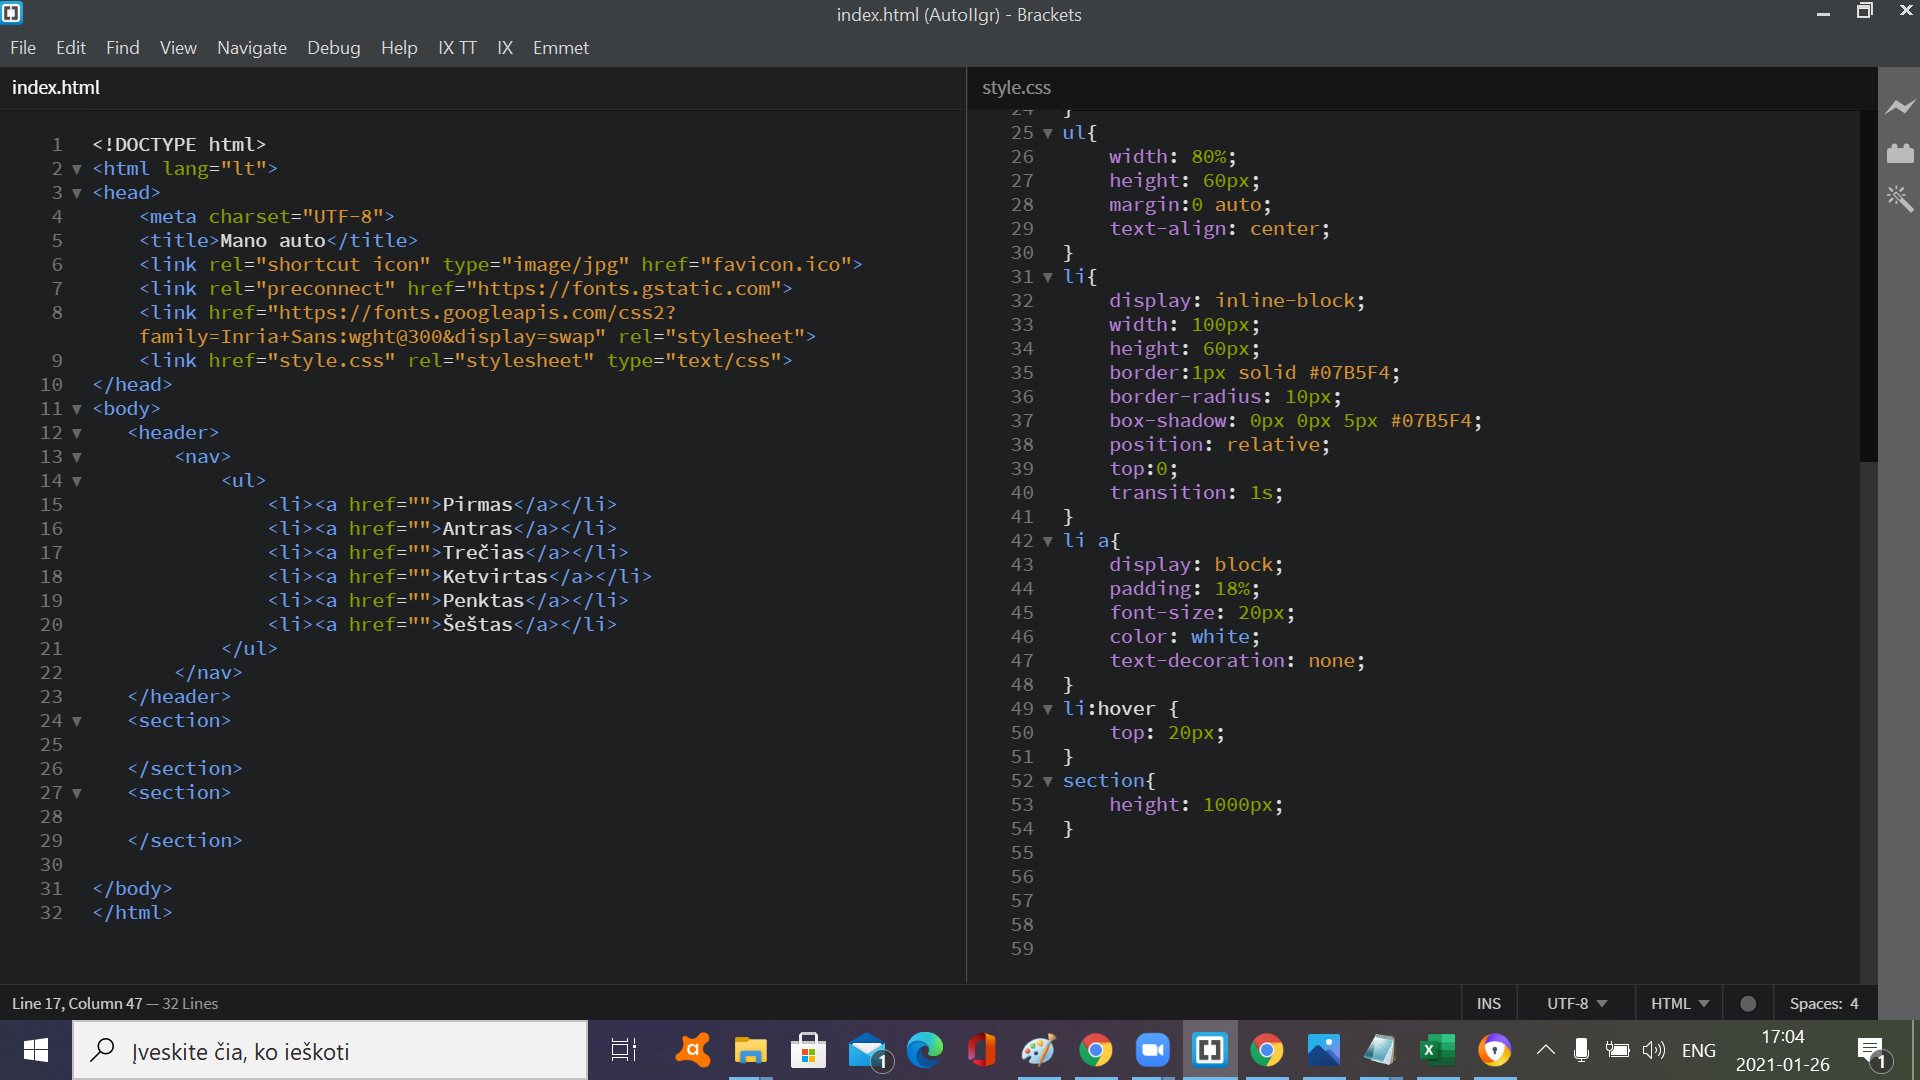 index.html (AutoIIgr) - Brackets
File Edit Find View Navigate Debug Help IX TT IX Emmet
index.html
1 <!DOCTYPE html>
2 <html lang="lt">
3 <head>
4 <meta charset="UTF-8">
5 <title>Mano auto</title>
6 <link rel="shortcut icon" type="image/jpg" href="favicon.ico">
7 <link rel="preconnect" href="https://fonts.gstatic.com">
8 <link href="https://fonts.googleapis.com/css2?
family=Inria+Sans:wght@300&display=swap" rel="stylesheet">
9 <link href="style.css" rel="stylesheet" type="text/css">
10 </head>
11 <body>
12 <header>
13 <nav>
14 <ul>
15 <li><a href="">Pirmas</a></li>
16 <li><a href="">Antras</a></li>
17 <li><a href="">Trečias</a></li>
18 <li><a href="">Ketvirtas</a></li>
19 <li><a href="">Penktas</a></li>
20 <li><a href="">Šeštas</a></li>
21 </ul>
22 </nav>
23 </header>
24 <section>
25
26 </section>
27 <section>
28
29 </section>
30
31 </body>
32 </html>
style.css
24 }
25 ul{
26 width: 80%;
27 height: 60px;
28 margin:0 auto;
29 text-align: center;
30 }
31 li{
32 display: inline-block;
33 width: 100px;
34 height: 60px;
35 border:1px solid #07B5F4;
36 border-radius: 10px;
37 box-shadow: 0px 0px 5px #07B5F4;
38 position: relative;
39 top:0;
40 transition: 1s;
41 }
42 li a{
43 display: block;
44 padding: 18%;
45 font-size: 20px;
46 color: white;
47 text-decoration: none;
48 }
49 li:hover {
50 top: 20px;
51 }
52 section{
53 height: 1000px;
54 }
55
56
57
58
59
Line 17, Column 47 — 32 Lines
INS UTF-8 HTML Spaces: 4
Įveskite čia, ko ieškoti
1
ENG
17:04
2021-01-26
1